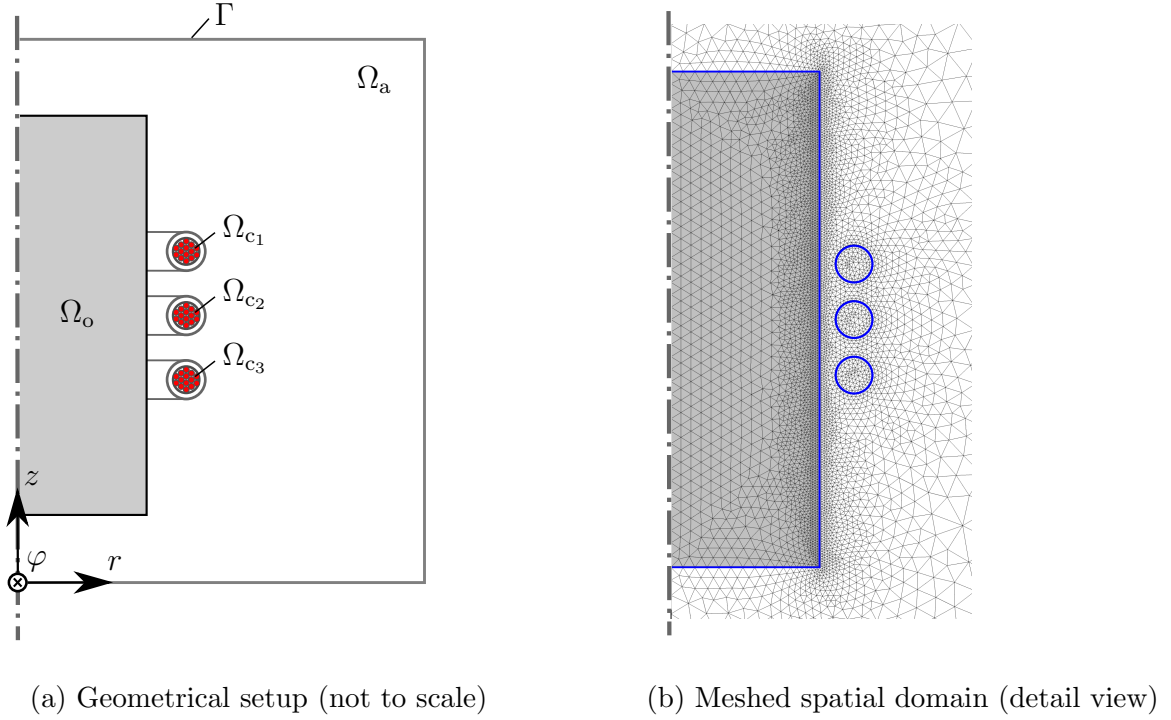 Γ
Ωa
Ωc1
Ωc2
Ωo
Ωc3
z
φ
r
(a) Geometrical setup (not to scale)
(b) Meshed spatial domain (detail view)